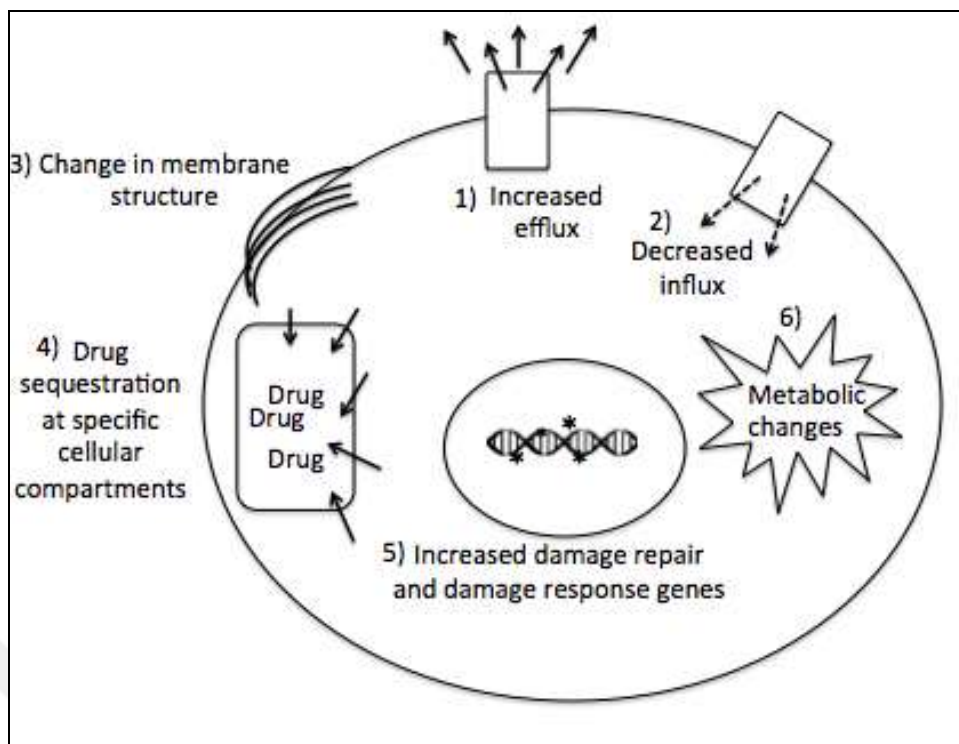 1) Increased
efflux
2)
Decreased
influx
3) Change in membrane
structure
4) Drug
sequestration
at specific
cellular
compartments
Drug
Drug
Drug
5) Increased damage repair
and damage response genes
6)
Metabolic
changes